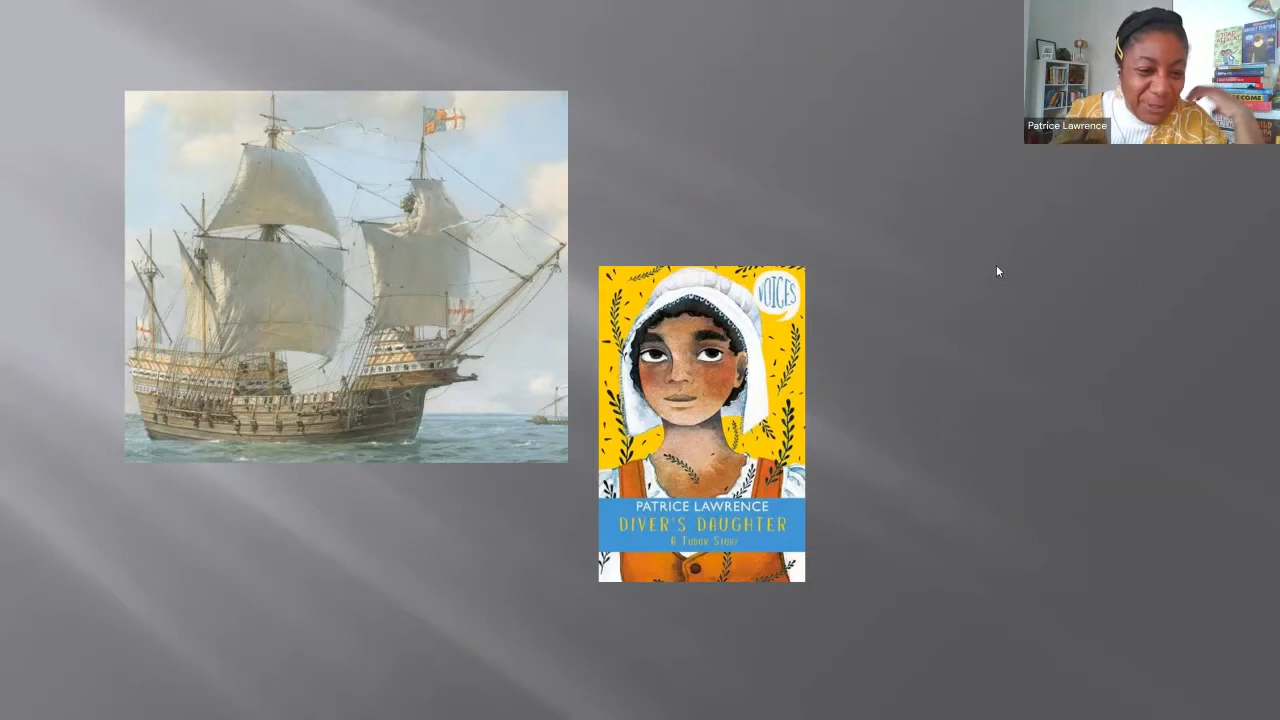 Patrice Lawrence
VOICES
PATRICE LAWRENCE
DIVER'S DAUGHTER
A TUDOR STORY